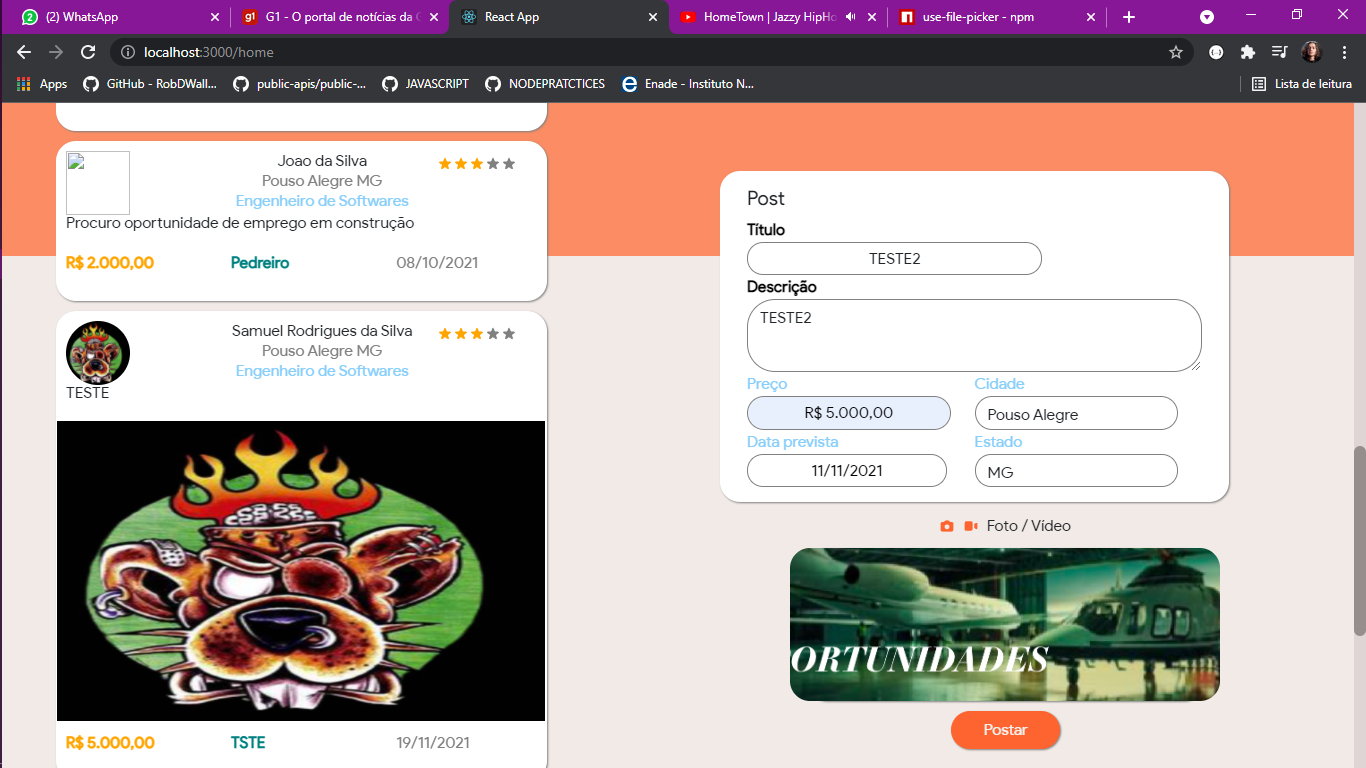 (2) WhatsApp
G1 - O portal de notícias da G
React App
HomeTown | Jazzy HipHo
use-file-picker - npm
localhost:3000/home
Apps
GitHub - RobDWall...
public-apis/public-...
JAVASCRIPT
NODEPRATCTICES
Enade - Instituto N...
Lista de leitura
Joao da Silva
Pouso Alegre MG
Engenheiro de Softwares
Procuro oportunidade de emprego em construção
R$ 2.000,00 Pedreiro 08/10/2021
Samuel Rodrigues da Silva
Pouso Alegre MG
Engenheiro de Softwares
TESTE
R$ 5.000,00 TSTE 19/11/2021
Post
Título
TESTE2
Descrição
TESTE2
Preço Cidade
R$ 5.000,00 Pouso Alegre
Data prevista Estado
11/11/2021 MG
Foto / Vídeo
ORTUNIDADES
Postar